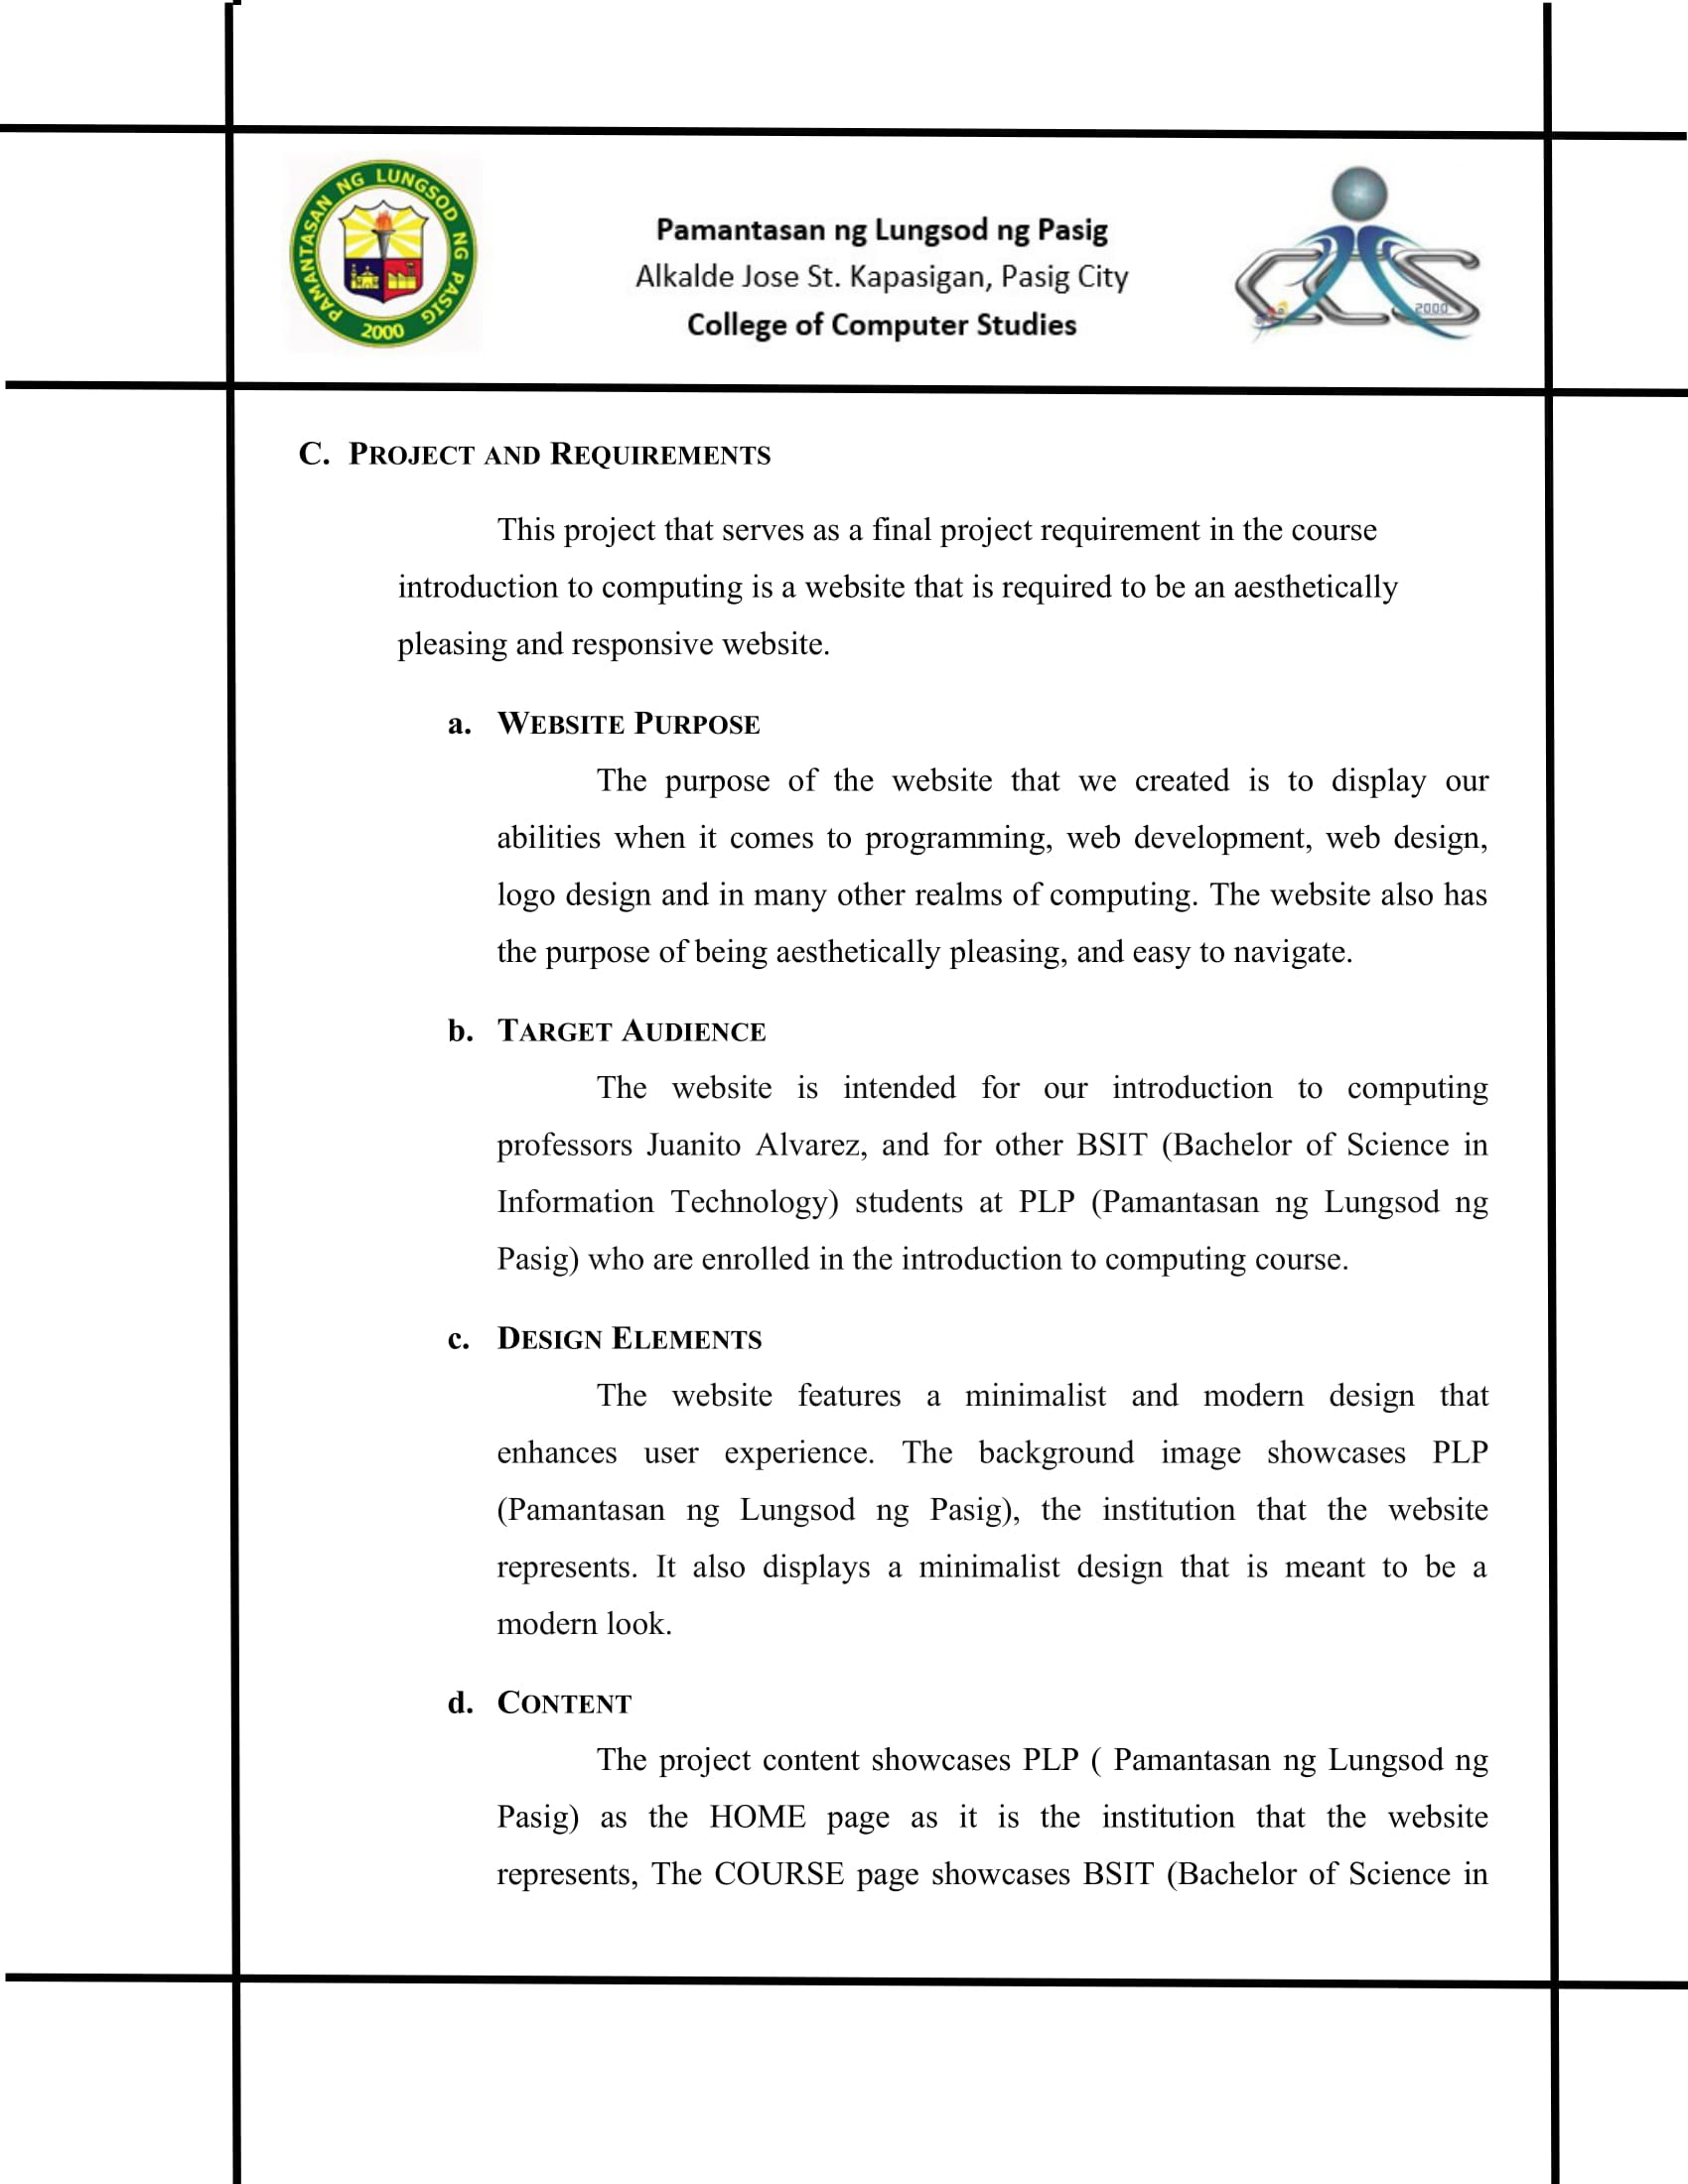 PAMANTASAN NG LUNGSOD NG PASIG
2000
Pamantasan ng Lungsod ng Pasig
Alkalde Jose St. Kapasigan, Pasig City
College of Computer Studies
CCS
2000
C. PROJECT AND REQUIREMENTS
This project that serves as a final project requirement in the course
introduction to computing is a website that is required to be an aesthetically
pleasing and responsive website.
a. WEBSITE PURPOSE
The purpose of the website that we created is to display our
abilities when it comes to programming, web development, web design,
logo design and in many other realms of computing. The website also has
the purpose of being aesthetically pleasing, and easy to navigate.
b. TARGET AUDIENCE
The website is intended for our introduction to computing
professors Juanito Alvarez, and for other BSIT (Bachelor of Science in
Information Technology) students at PLP (Pamantasan ng Lungsod ng
Pasig) who are enrolled in the introduction to computing course.
c. DESIGN ELEMENTS
The website features a minimalist and modern design that
enhances user experience. The background image showcases PLP
(Pamantasan ng Lungsod ng Pasig), the institution that the website
represents. It also displays a minimalist design that is meant to be a
modern look.
d. CONTENT
The project content showcases PLP ( Pamantasan ng Lungsod ng
Pasig) as the HOME page as it is the institution that the website
represents, The COURSE page showcases BSIT (Bachelor of Science in